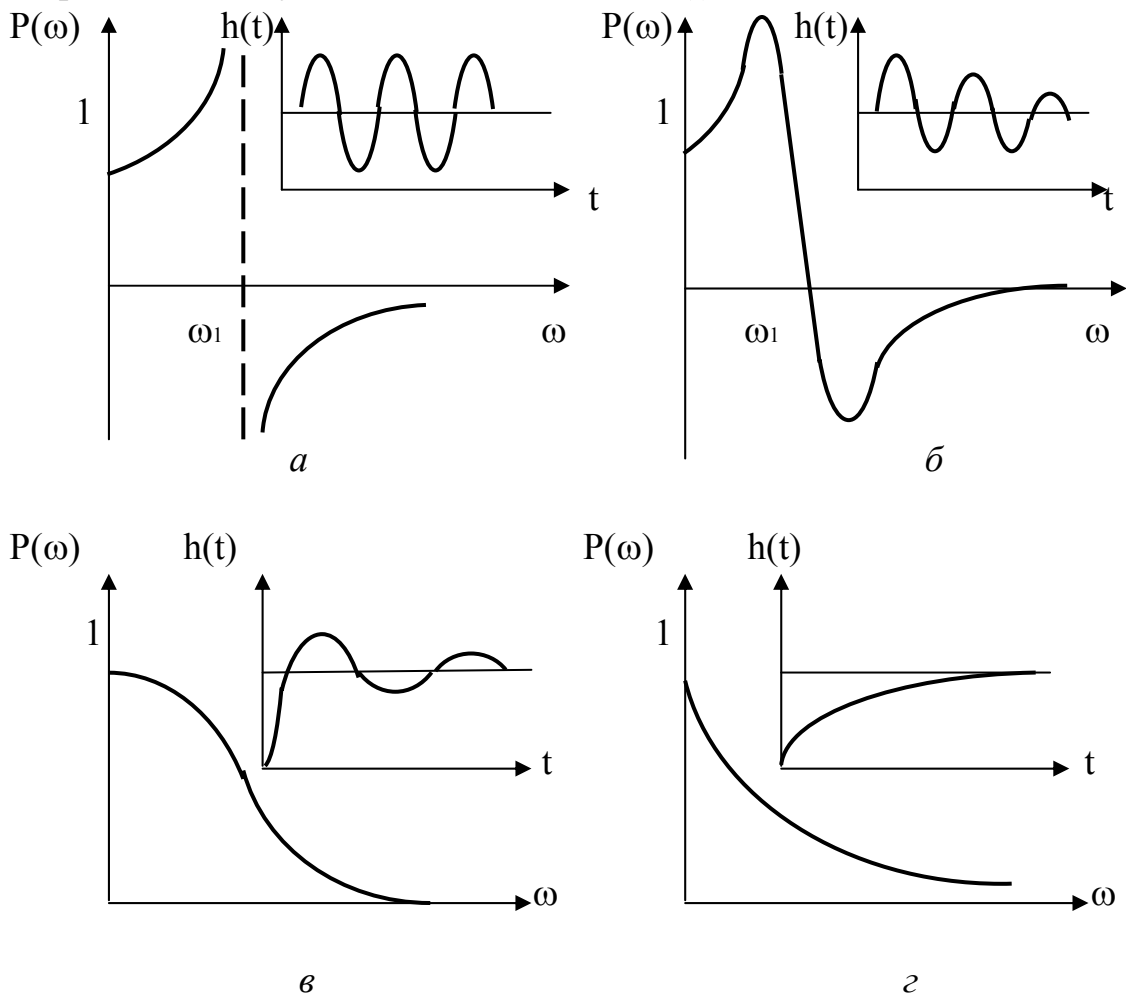 P(ω) h(t) P(ω) h(t)
1 1
t t
ω₁ ω ω₁ ω
а б
P(ω) h(t) P(ω) h(t)
1 1
t t
ω ω
в г